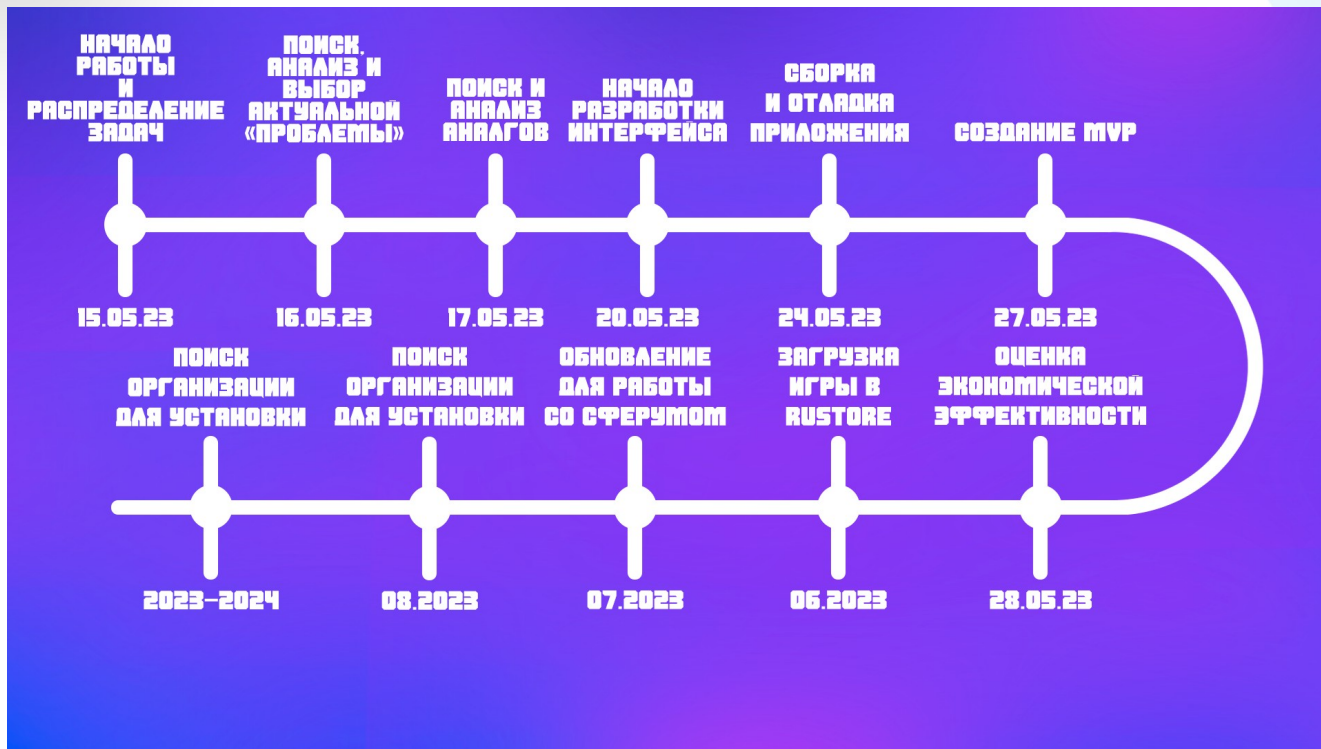 НАЧАЛО
РАБОТЫ
И
РАСПРЕДЕЛЕНИЕ
ЗАДАЧ
15.05.23
ПОИСК,
АНАЛИЗ И
ВЫБОР
АКТУАЛЬНОЙ
«ПРОБЛЕМЫ»
16.05.23
ПОИСК И
АНАЛИЗ
АНАЛГОВ
17.05.23
НАЧАЛО
РАЗРАБОТКИ
ИНТЕРФЕЙСА
20.05.23
СБОРКА
И ОТЛАДКА
ПРИЛОЖЕНИЯ
24.05.23
СОЗДАНИЕ MVP
27.05.23
ОЦЕНКА
ЭКОНОМИЧЕСКОЙ
ЭФФЕКТИВНОСТИ
28.05.23
ЗАГРУЗКА
ИГРЫ В
RUSTORE
06.2023
ОБНОВЛЕНИЕ
ДЛЯ РАБОТЫ
СО СФЕРУМОМ
07.2023
ПОИСК
ОРГАНИЗАЦИИ
ДЛЯ УСТАНОВКИ
08.2023
ПОИСК
ОРГАНИЗАЦИИ
ДЛЯ УСТАНОВКИ
2023–2024